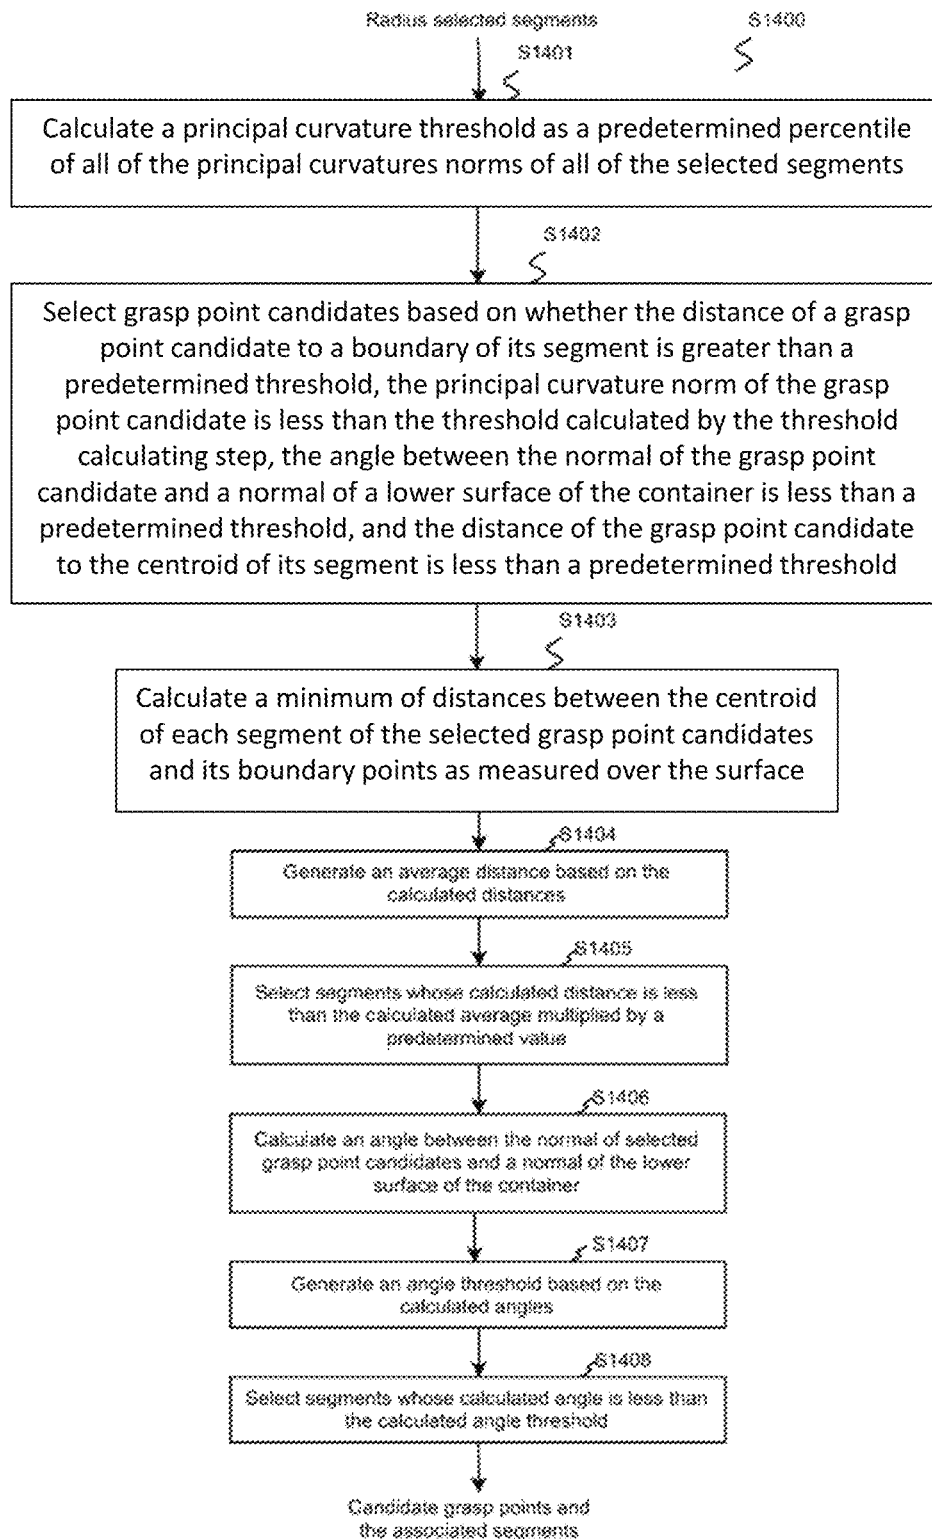 Radius selected segments
S1400
S1401
Calculate a principal curvature threshold as a predetermined percentile
of all of the principal curvatures norms of all of the selected segments
S1402
Select grasp point candidates based on whether the distance of a grasp
point candidate to a boundary of its segment is greater than a
predetermined threshold, the principal curvature norm of the grasp
point candidate is less than the threshold calculated by the threshold
calculating step, the angle between the normal of the grasp point
candidate and a normal of a lower surface of the container is less than a
predetermined threshold, and the distance of the grasp point candidate
to the centroid of its segment is less than a predetermined threshold
S1403
Calculate a minimum of distances between the centroid
of each segment of the selected grasp point candidates
and its boundary points as measured over the surface
S1404
Generate an average distance based on the
calculated distances
S1405
Select segments whose calculated distance is less
than the calculated average multiplied by a
predetermined value
S1406
Calculate an angle between the normal of selected
grasp point candidates and a normal of the lower
surface of the container
S1407
Generate an angle threshold based on the
calculated angles
S1408
Select segments whose calculated angle is less than
the calculated angle threshold
Candidate grasp points and
the associated segments